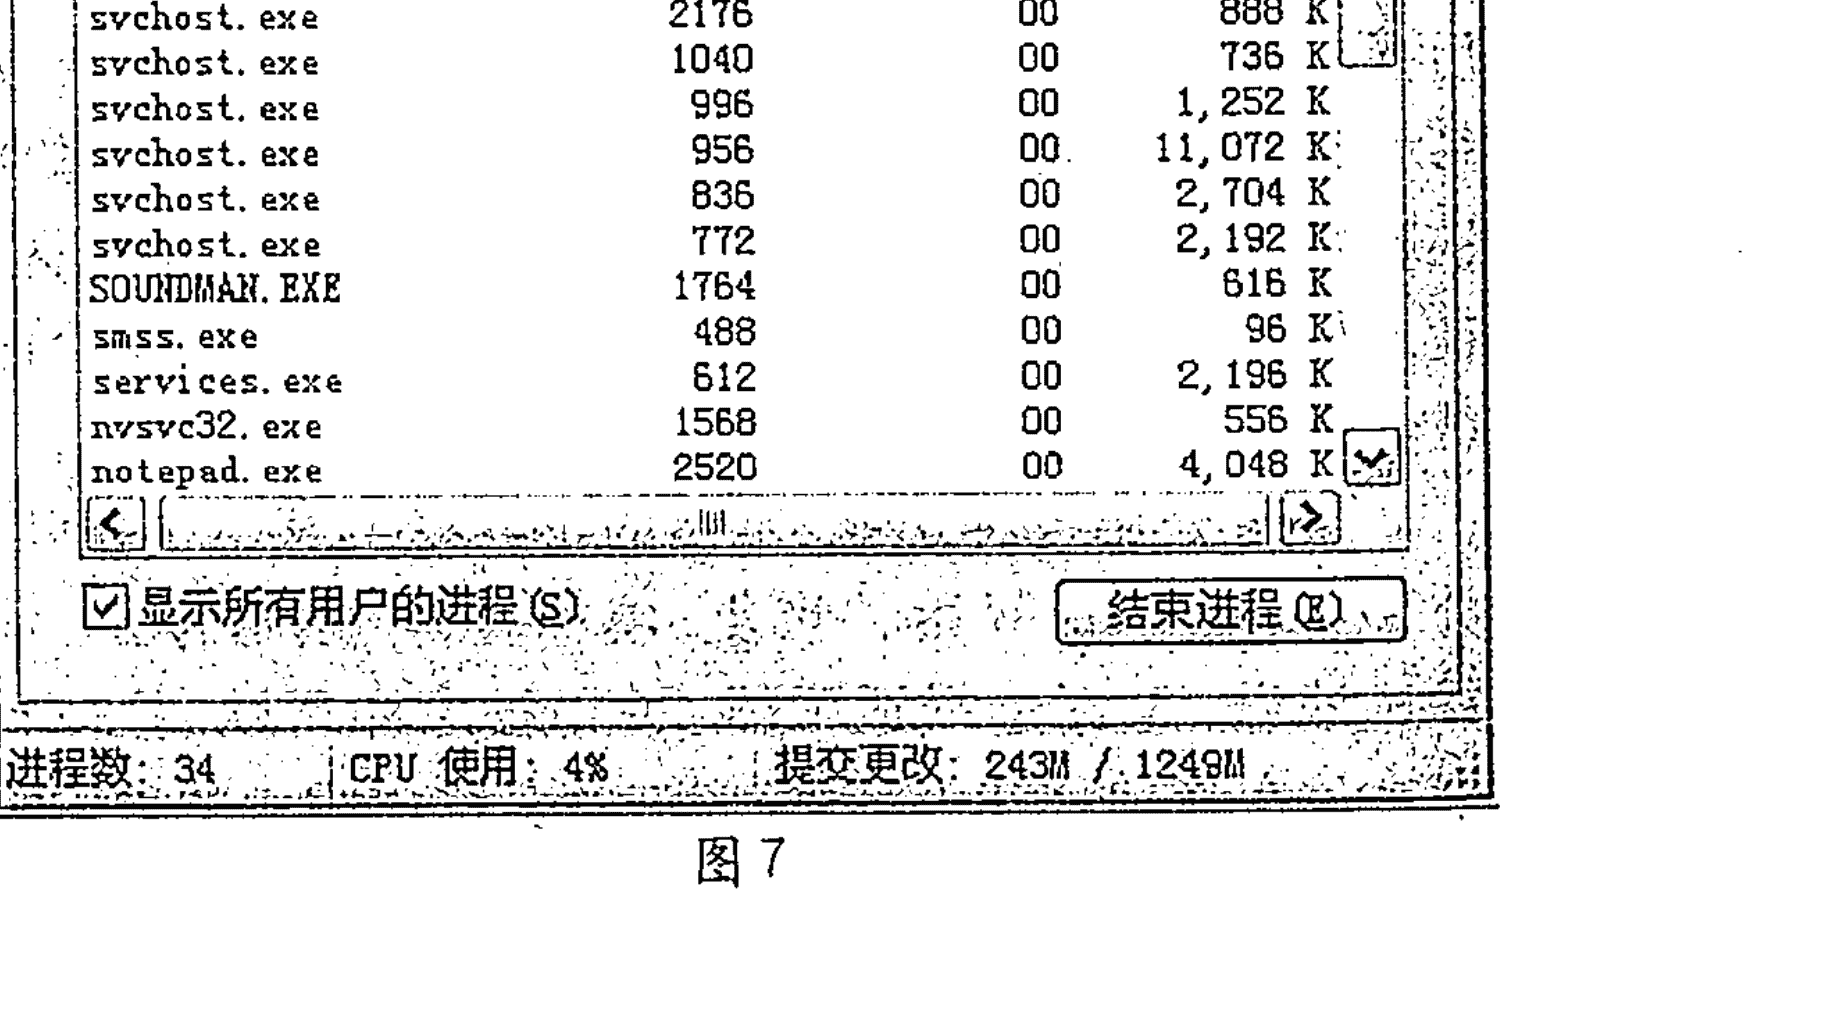 svchost.exe 2176 00 888 K
svchost.exe 1040 00 736 K
svchost.exe 996 00 1,252 K
svchost.exe 956 00 11,072 K
svchost.exe 836 00 2,704 K
svchost.exe 772 00 2,192 K
SOUNDMAN.EXE 1764 00 616 K
smss.exe 488 00 96 K
services.exe 612 00 2,196 K
nvsvc32.exe 1568 00 556 K
notepad.exe 2520 00 4,048 K
显示所有用户的进程(S) 结束进程(E)
进程数: 34 CPU 使用: 4% 提交更改: 243M / 1249M
图 7